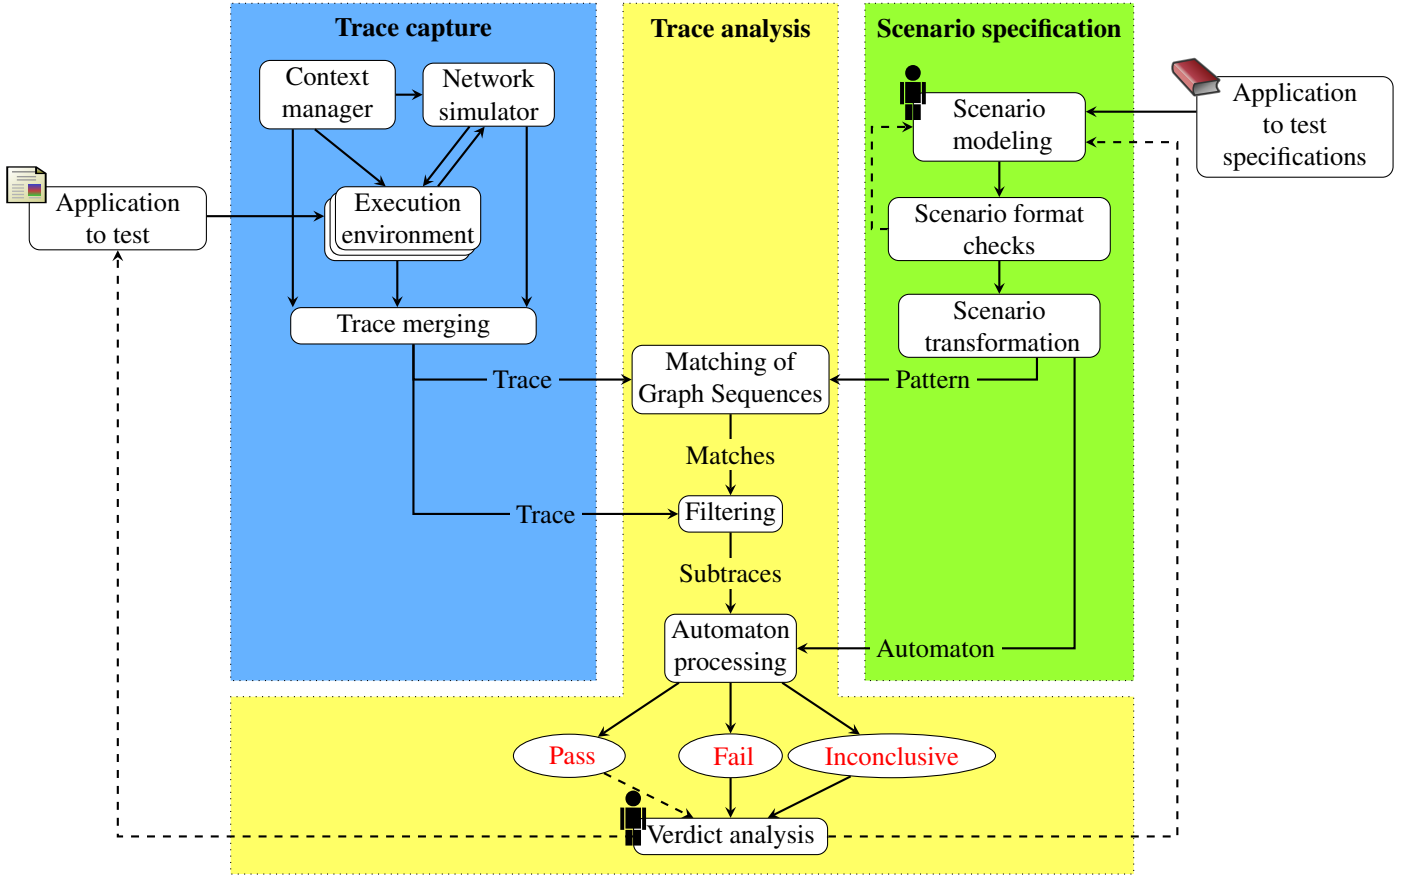 Trace capture
Trace analysis
Scenario specification
Context
manager
Network
simulator
Scenario
modeling
Application
to test
specifications
Application
to test
Execution
environment
Scenario format
checks
Trace merging
Scenario
transformation
Matching of
Graph Sequences
Trace
Pattern
Matches
Trace
Filtering
Subtraces
Automaton
processing
Automaton
Pass
Fail
Inconclusive
Verdict analysis